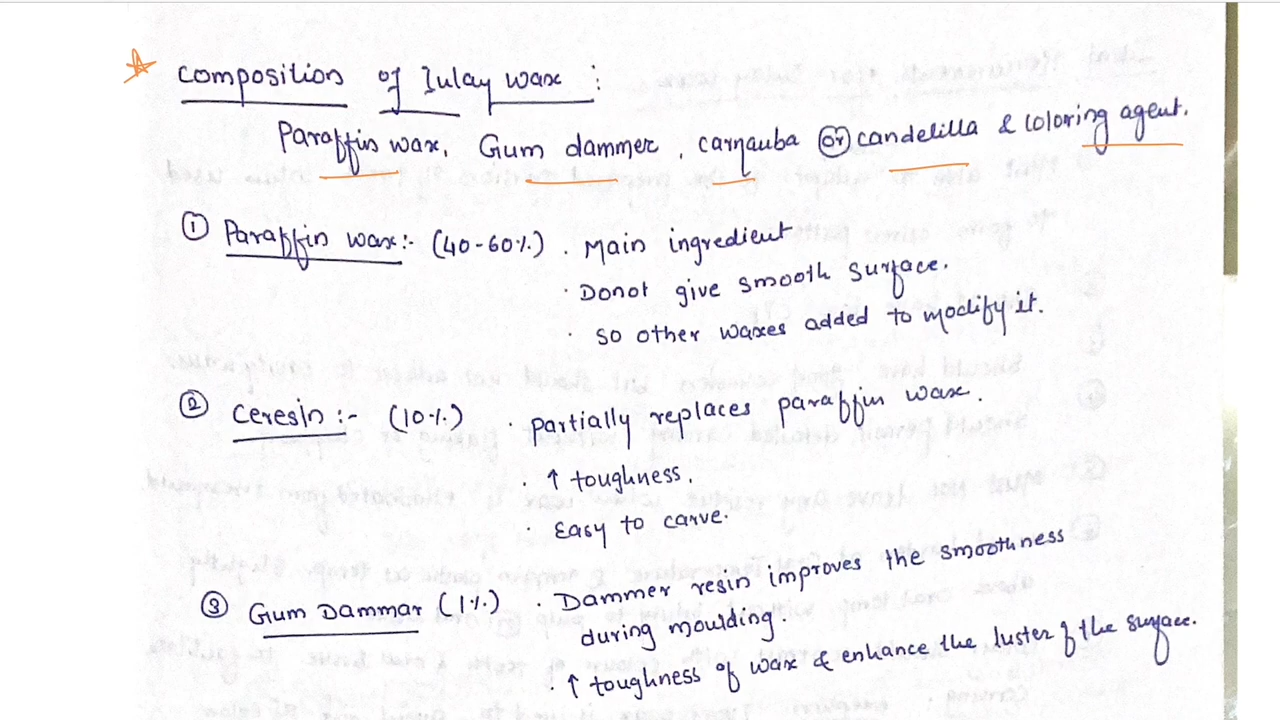 Composition of Inlay wax :
Paraffin wax, Gum dammer, carnauba (or) candelilla & coloring agent.
① Paraffin wax:- (40-60%) . Main ingredient
. Donot give smooth surface.
. so other waxes added to modify it.
② Ceresin :- (10%) . Partially replaces paraffin wax.
. ↑ toughness.
. Easy to carve.
③ Gum Dammar (1%) . Dammer resin improves the smoothness
during moulding.
. ↑ toughness of wax & enhance the luster of the surface.